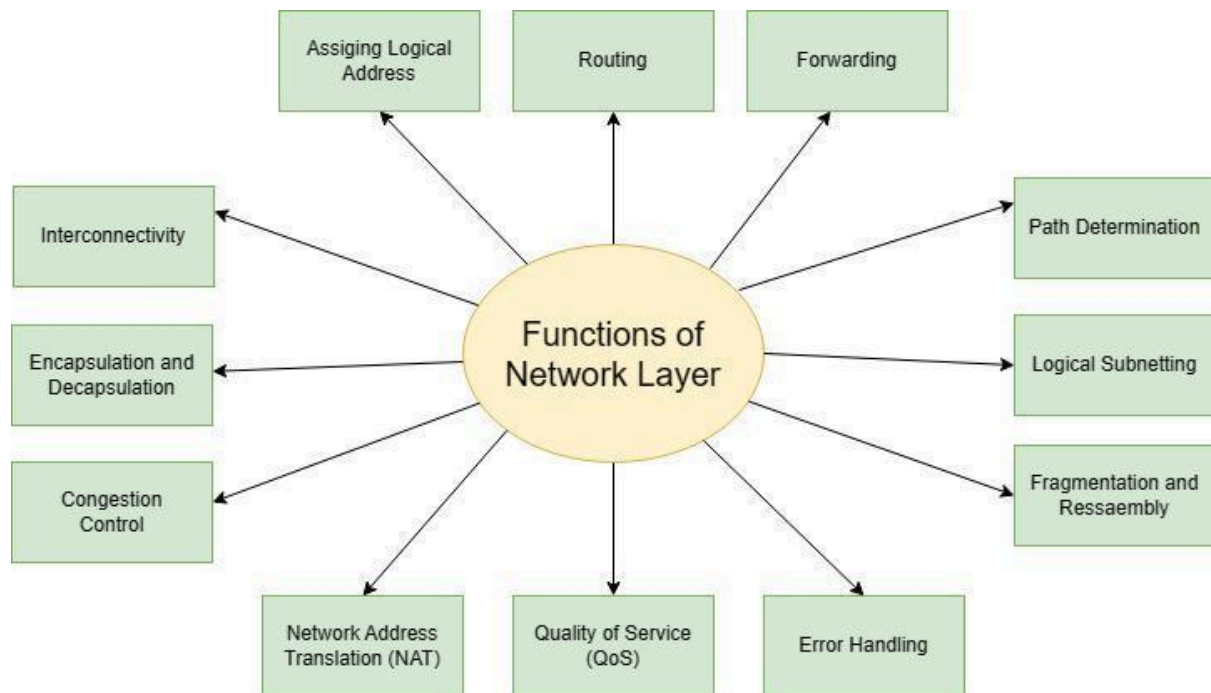 Assiging Logical
Address
Routing
Forwarding
Interconnectivity
Path Determination
Functions of
Network Layer
Encapsulation and
Decapsulation
Logical Subnetting
Congestion
Control
Fragmentation and
Ressaembly
Network Address
Translation (NAT)
Quality of Service
(QoS)
Error Handling